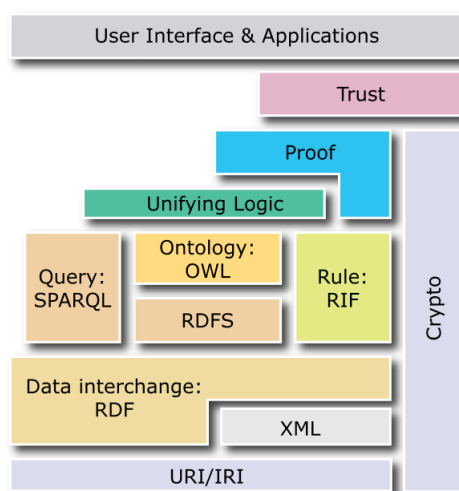 User Interface & Applications
Trust
Proof
Unifying Logic
Query:
SPARQL
Ontology:
OWL
RDFS
Rule:
RIF
Crypto
Data interchange:
RDF
XML
URI/IRI